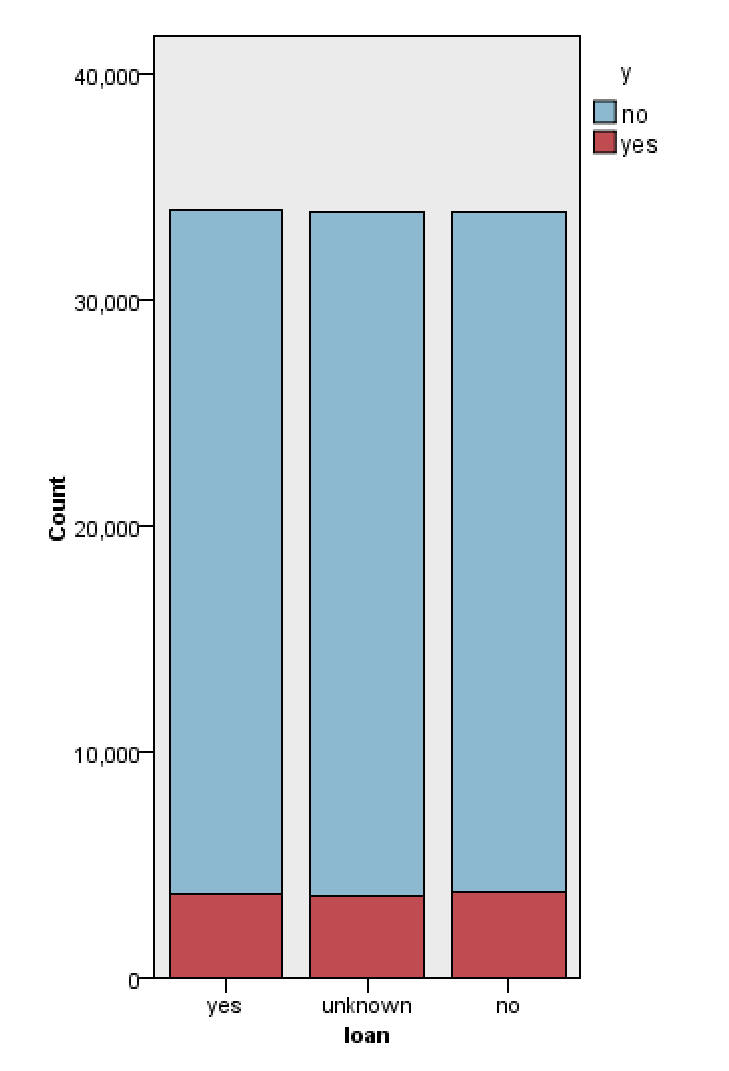 40,000
30,000
20,000
10,000
0
Count
yes
unknown
no
loan
y
no
yes